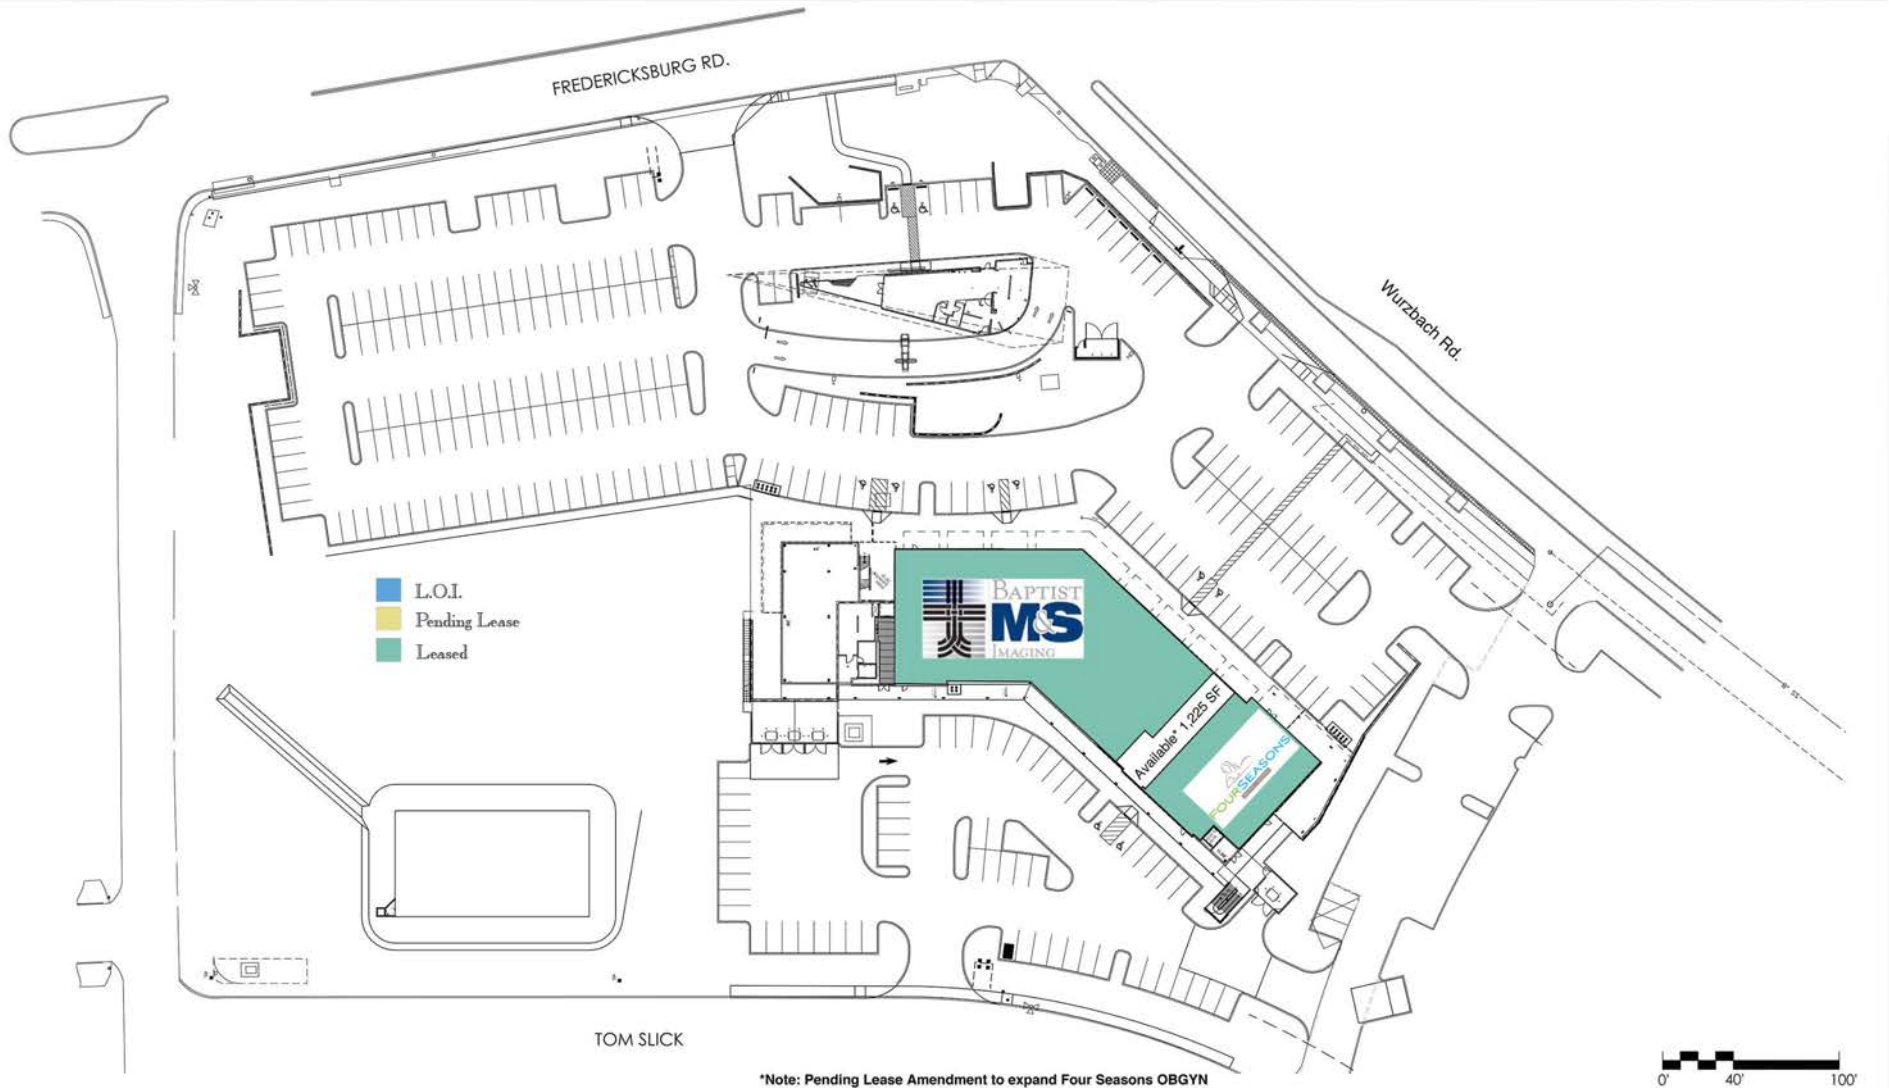 FREDERICKSBURG RD.
Wurzbach Rd.
L.O.I.
Pending Lease
Leased
BAPTIST
M&S
IMAGING
Available* 1,225 SF
FOURSEASONS
TOM SLICK
*Note: Pending Lease Amendment to expand Four Seasons OBGYN
0' 40' 100'